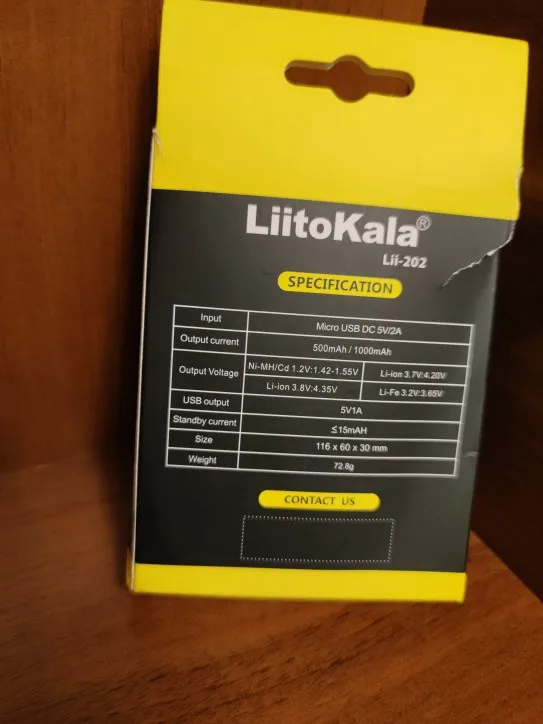 LiitoKala®
Lii-202
SPECIFICATION
Input Micro USB DC 5V/2A
Output current 500mAh / 1000mAh
Output Voltage Ni-MH/Cd 1.2V:1.42-1.55V Li-ion 3.7V:4.20V
Li-ion 3.8V:4.35V Li-Fe 3.2V:3.65V
USB output 5V1A
Standby current ≤15mAH
Size 116 x 60 x 30 mm
Weight 72.8g
CONTACT US